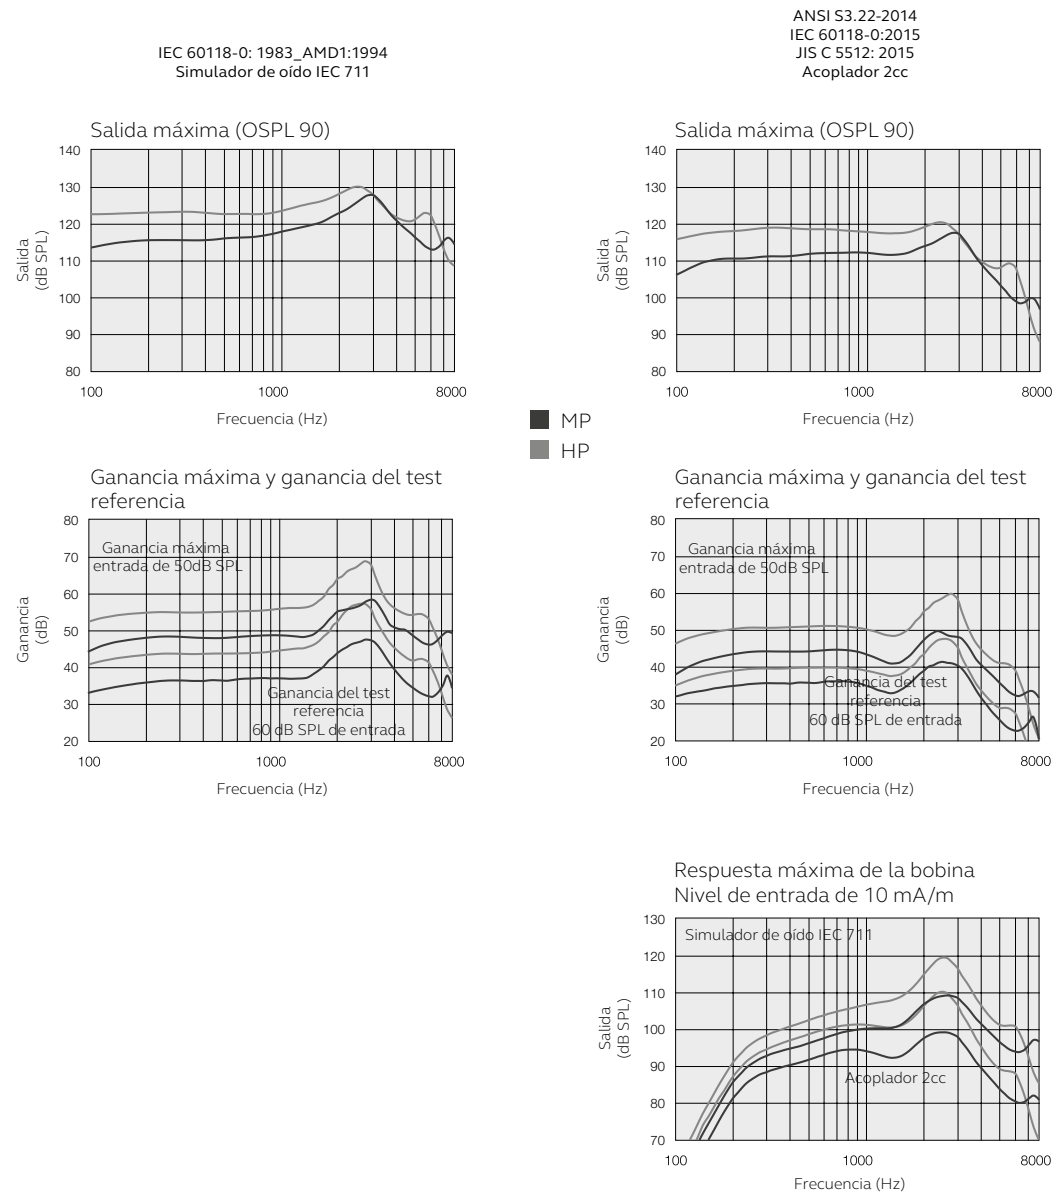 IEC 60118-0: 1983_AMD1:1994
Simulador de oído IEC 711
ANSI S3.22-2014
IEC 60118-0:2015
JIS C 5512: 2015
Acoplador 2cc
Salida máxima (OSPL 90)
140
130
120
110
100
90
80
Salida
(dB SPL)
100
1000
8000
Frecuencia (Hz)
Salida máxima (OSPL 90)
140
130
120
110
100
90
80
Salida
(dB SPL)
100
1000
8000
Frecuencia (Hz)
MP
HP
Ganancia máxima y ganancia del test
referencia
80
70
60
50
40
30
20
Ganancia
(dB)
Ganancia máxima
entrada de 50dB SPL
Ganancia del test
referencia
60 dB SPL de entrada
100
1000
8000
Frecuencia (Hz)
Ganancia máxima y ganancia del test
referencia
80
70
60
50
40
30
20
Ganancia
(dB)
Ganancia máxima
entrada de 50dB SPL
Ganancia del test
referencia
60 dB SPL de entrada
100
1000
8000
Frecuencia (Hz)
Respuesta máxima de la bobina
Nivel de entrada de 10 mA/m
130
120
110
100
90
80
70
Salida
(dB SPL)
Simulador de oído IEC 711
Acoplador 2cc
100
1000
8000
Frecuencia (Hz)